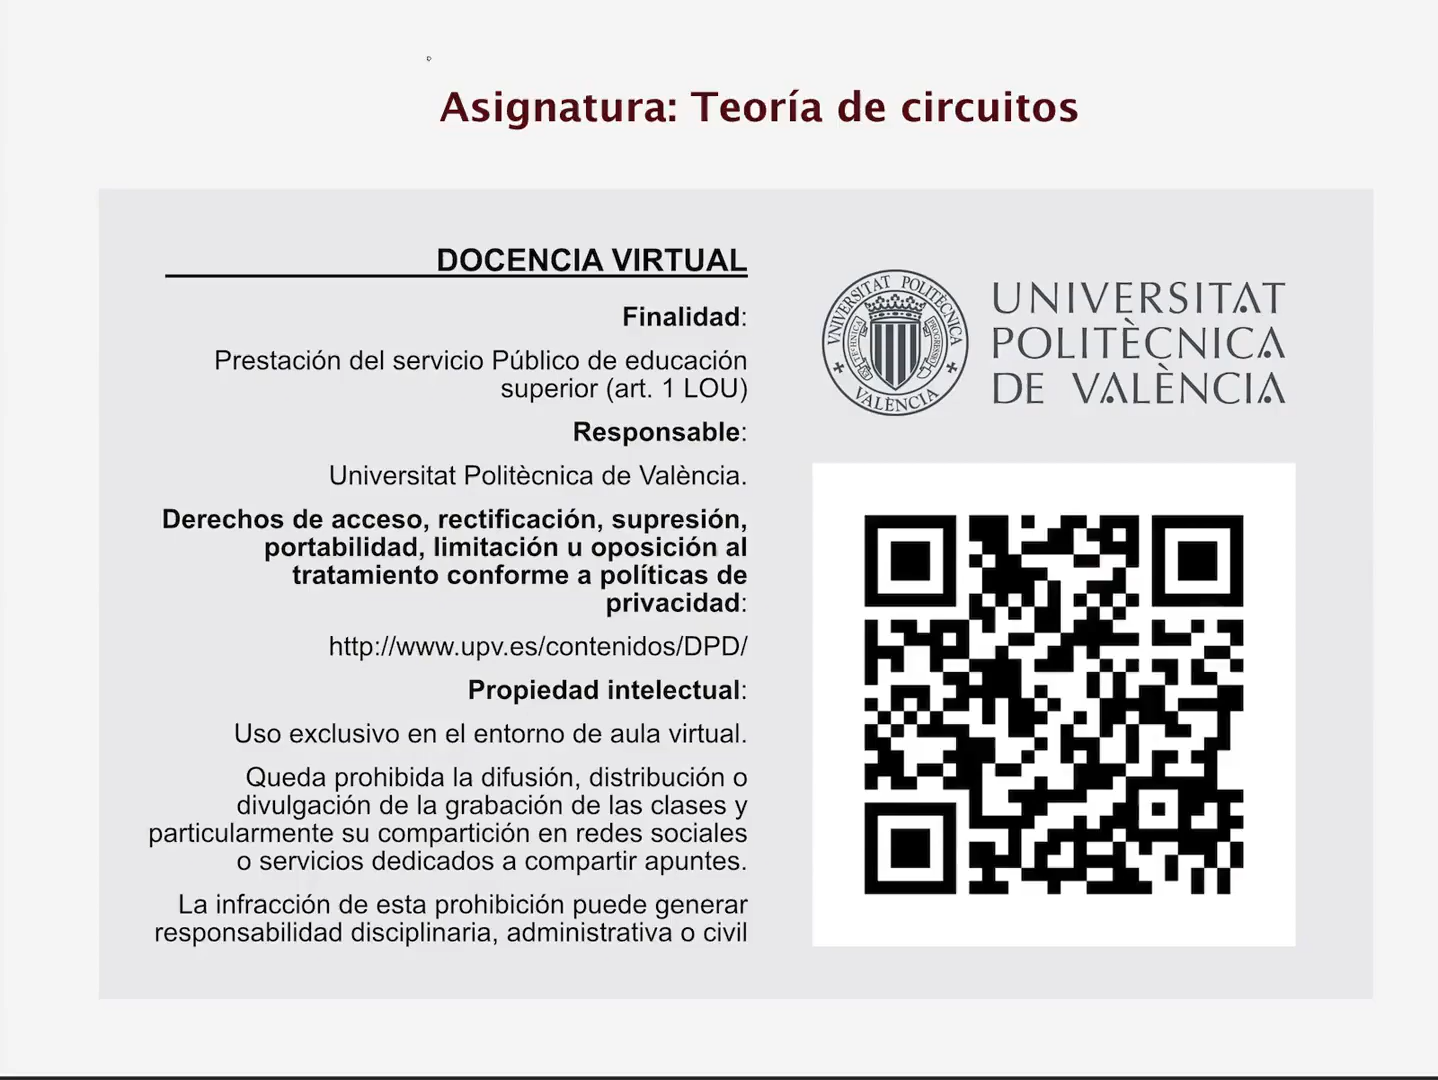 Asignatura: Teoría de circuitos
DOCENCIA VIRTUAL
Finalidad:
Prestación del servicio Público de educación
superior (art. 1 LOU)
Responsable:
Universitat Politècnica de València.
Derechos de acceso, rectificación, supresión,
portabilidad, limitación u oposición al
tratamiento conforme a políticas de
privacidad:
http://www.upv.es/contenidos/DPD/
Propiedad intelectual:
Uso exclusivo en el entorno de aula virtual.
Queda prohibida la difusión, distribución o
divulgación de la grabación de las clases y
particularmente su compartición en redes sociales
o servicios dedicados a compartir apuntes.
La infracción de esta prohibición puede generar
responsabilidad disciplinaria, administrativa o civil
UNIVERSITAT POLITÈCNICA
VALÈNCIA
UNIVERSITAT
POLITÈCNICA
DE VALÈNCIA